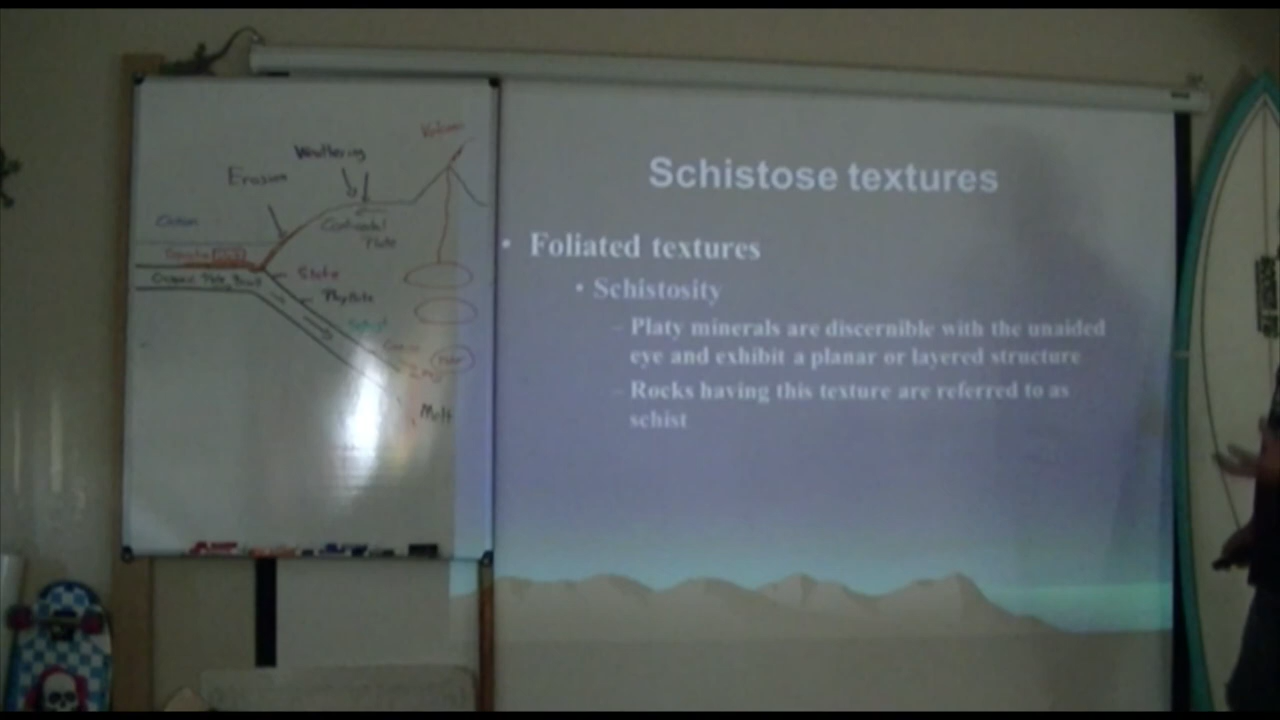 Schistose textures
• Foliated textures
• Schistosity
– Platy minerals are discernible with the unaided
eye and exhibit a planar or layered structure
– Rocks having this texture are referred to as
schist
Volcano
Weathering
Erosion
Ocean
Continental
Plate
Slate
Phyllite
Melt